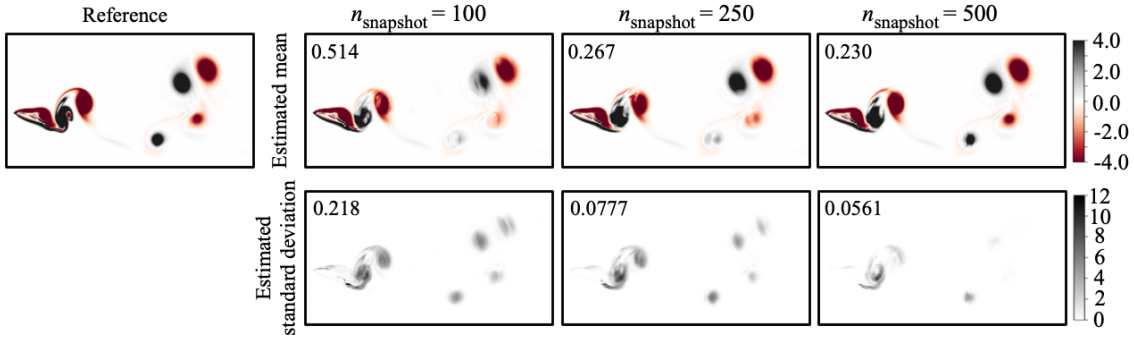 Reference
n_snapshot = 100
n_snapshot = 250
n_snapshot = 500
Estimated mean
0.514
0.267
0.230
4.0
2.0
0.0
-2.0
-4.0
Estimated
standard deviation
0.218
0.0777
0.0561
12
10
8
6
4
2
0